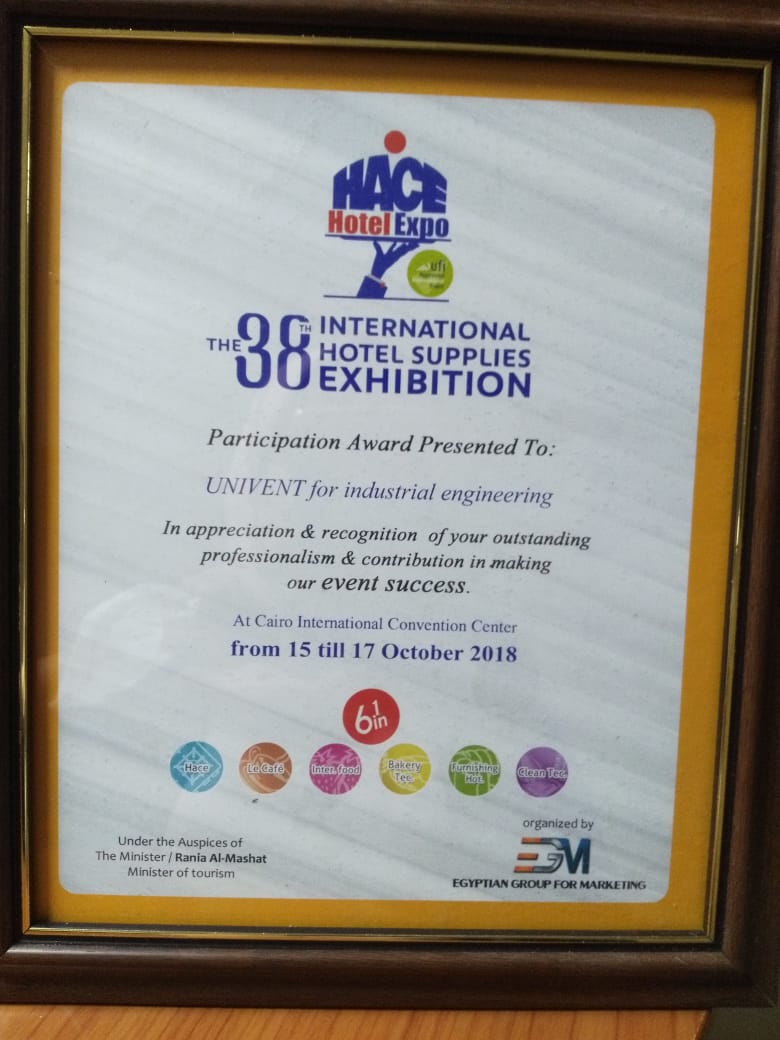 HACE
Hotel Expo
ufi
THE 38TH INTERNATIONAL
HOTEL SUPPLIES
EXHIBITION
Participation Award Presented To:
UNIVENT for industrial engineering
In appreciation & recognition of your outstanding
professionalism & contribution in making
our event success.
At Cairo International Convention Center
from 15 till 17 October 2018
6 in 1
Hace
Le Café
Inter. food
Bakery
Tec.
Furnishing
Hot.
Clean Tec.
Under the Auspices of
The Minister / Rania Al-Mashat
Minister of tourism
organized by
EGM
EGYPTIAN GROUP FOR MARKETING